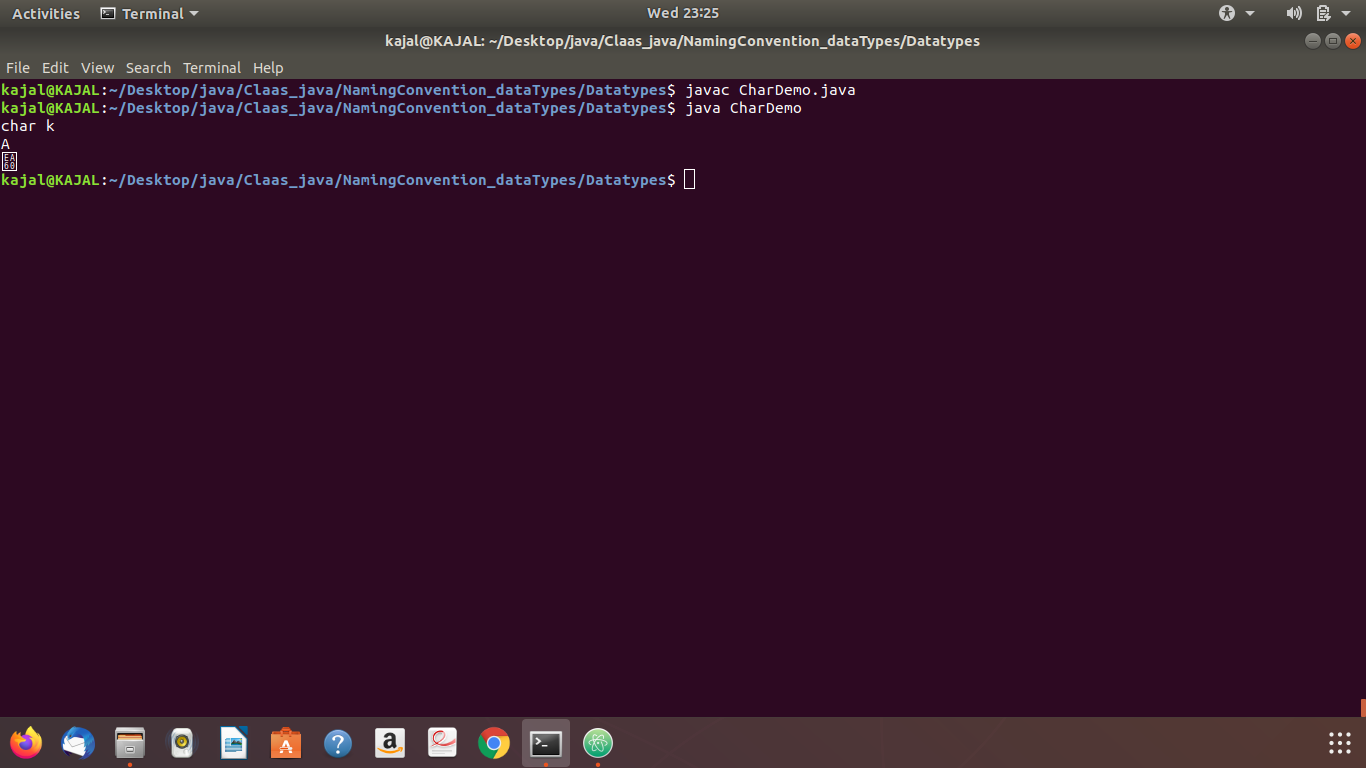 Activities Terminal Wed 23:25
kajal@KAJAL: ~/Desktop/java/Claas_java/NamingConvention_dataTypes/Datatypes
File Edit View Search Terminal Help
kajal@KAJAL:~/Desktop/java/Claas_java/NamingConvention_dataTypes/Datatypes$ javac CharDemo.java
kajal@KAJAL:~/Desktop/java/Claas_java/NamingConvention_dataTypes/Datatypes$ java CharDemo
char k
A
EA60
kajal@KAJAL:~/Desktop/java/Claas_java/NamingConvention_dataTypes/Datatypes$